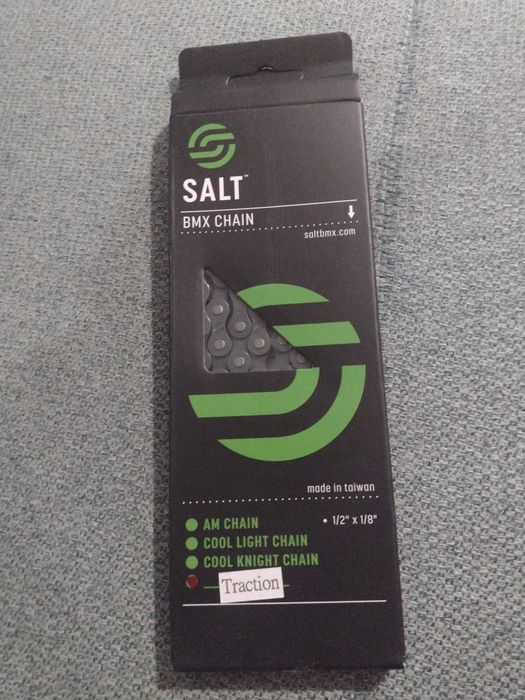 SALT™
BMX CHAIN
saltbmx.com
made in taiwan
AM CHAIN
• 1/2" x 1/8"
COOL LIGHT CHAIN
COOL KNIGHT CHAIN
Traction